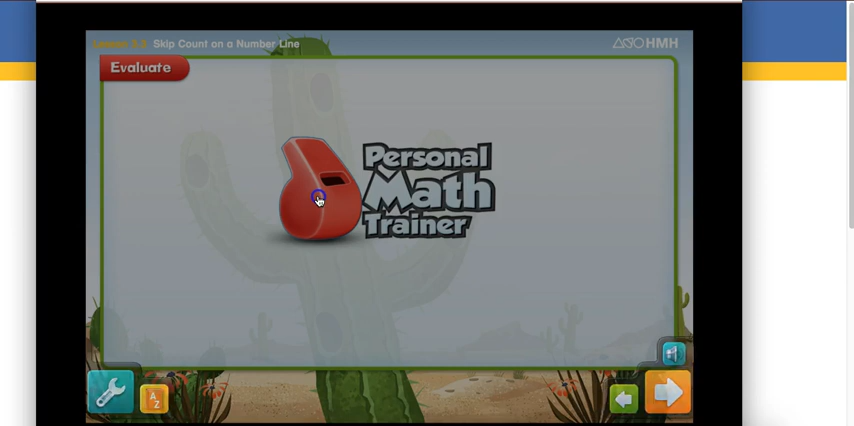 Skip Count on a Number Line
HMH
Evaluate
Personal
Math
Trainer
A
Z